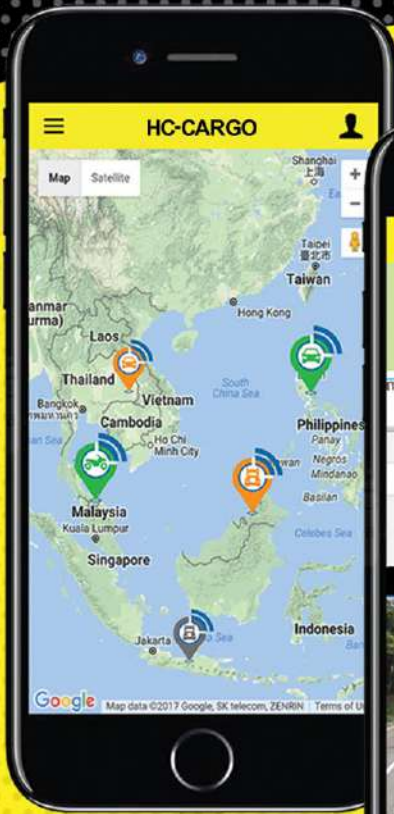 HC-CARGO
Map Satellite
Shanghai
上海
+
−
Taipei
臺北市
Taiwan
Hong Kong
Laos
Thailand
Vietnam
Bangkok
Cambodia
Ho Chi
Minh City
South
China Sea
Philippines
Panay
Negros
Mindanao
Basilan
Malaysia
Kuala Lumpur
Celebes Sea
Singapore
Jakarta
Indonesia
Google
Map data ©2017 Google, SK telecom, ZENRIN
Terms of